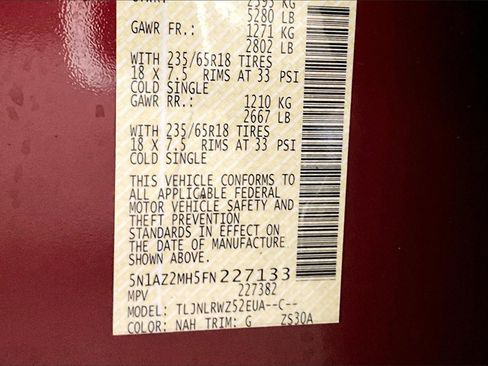 5280 LB
GAWR FR.: 1271 KG
2802 LB
WITH 235/65R18 TIRES
18 X 7.5 RIMS AT 33 PSI
COLD SINGLE
GAWR RR.: 1210 KG
2667 LB
WITH 235/65R18 TIRES
18 X 7.5 RIMS AT 33 PSI
COLD SINGLE
THIS VEHICLE CONFORMS TO
ALL APPLICABLE FEDERAL
MOTOR VEHICLE SAFETY AND
THEFT PREVENTION
STANDARDS IN EFFECT ON
THE DATE OF MANUFACTURE
SHOWN ABOVE.
5N1AZ2MH5FN227133
MPV 227382
MODEL: TLJNLRWZ52EUA--C--
COLOR: NAH TRIM: G ZS30A